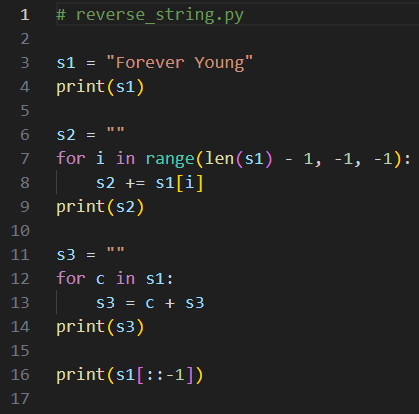 1 # reverse_string.py
2
3 s1 = "Forever Young"
4 print(s1)
5
6 s2 = ""
7 for i in range(len(s1) - 1, -1, -1):
8     s2 += s1[i]
9 print(s2)
10
11 s3 = ""
12 for c in s1:
13     s3 = c + s3
14 print(s3)
15
16 print(s1[::-1])
17